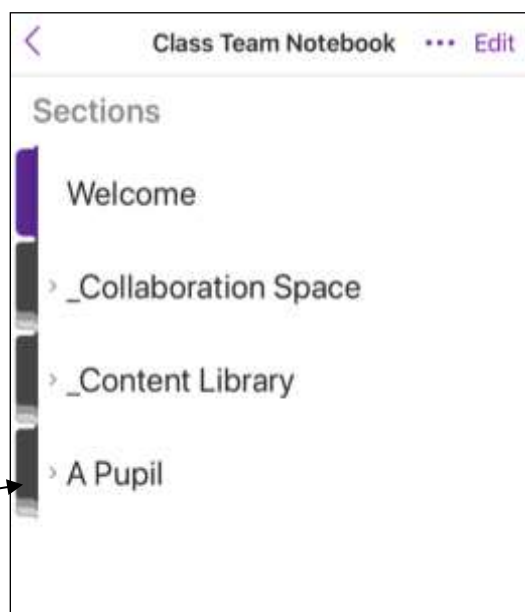 Class Team Notebook ••• Edit
Sections
Welcome
_Collaboration Space
_Content Library
A Pupil